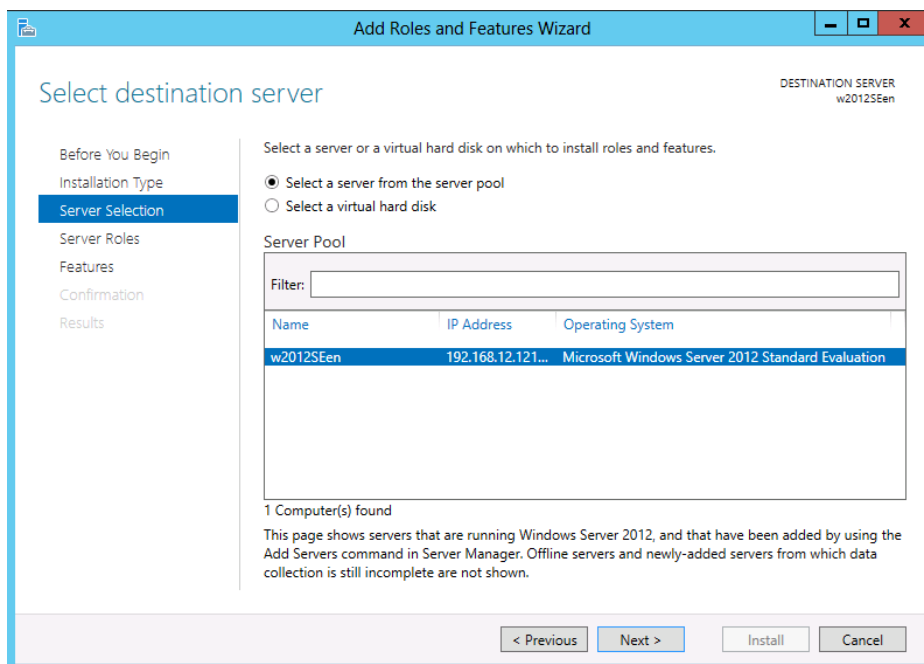 Add Roles and Features Wizard
Select destination server
DESTINATION SERVER
w2012SEen
Before You Begin
Installation Type
Server Selection
Server Roles
Features
Confirmation
Results
Select a server or a virtual hard disk on which to install roles and features.
Select a server from the server pool
Select a virtual hard disk
Server Pool
Filter:
Name IP Address Operating System
w2012SEen 192.168.12.121... Microsoft Windows Server 2012 Standard Evaluation
1 Computer(s) found
This page shows servers that are running Windows Server 2012, and that have been added by using the
Add Servers command in Server Manager. Offline servers and newly-added servers from which data
collection is still incomplete are not shown.
< Previous Next > Install Cancel